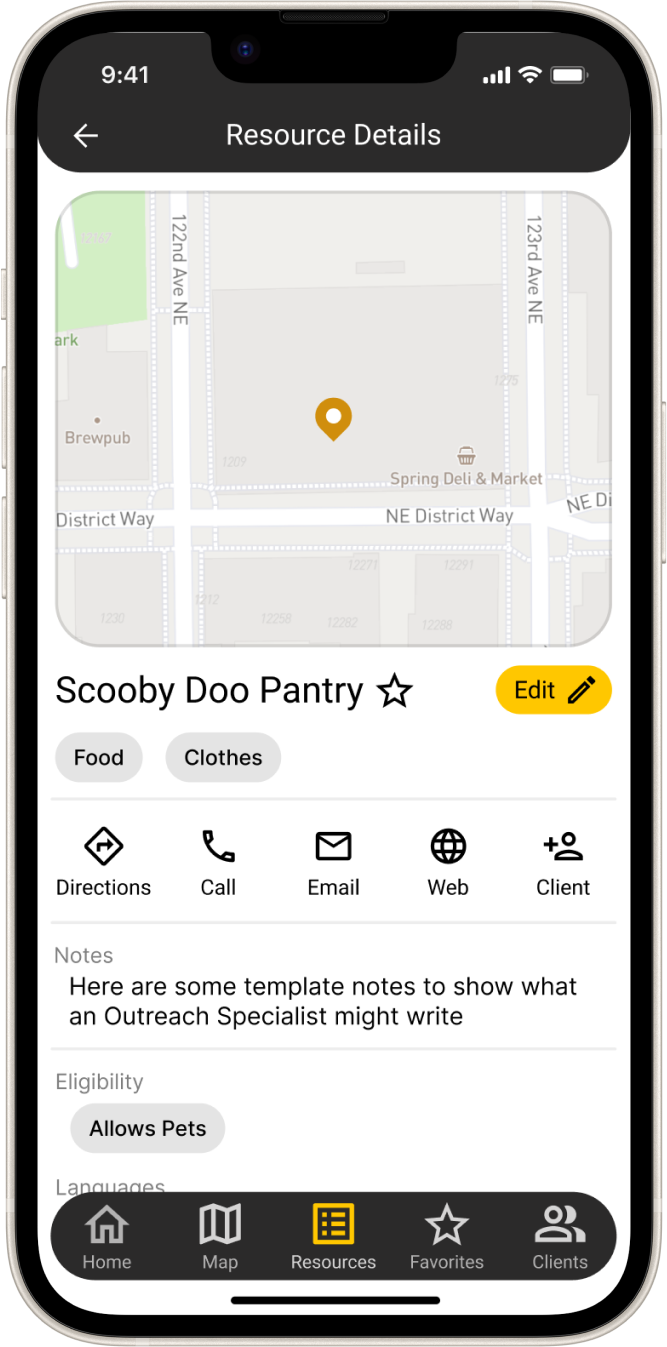 9:41
Resource Details
12767
122nd Ave NE
123rd Ave NE
ark
1275
Brewpub
1209
Spring Deli & Market
District Way
NE District Way
NE Di
12271
12291
1212
1230
12258
12282
12288
Scooby Doo Pantry
Edit
Food
Clothes
Directions
Call
Email
Web
Client
Notes
Here are some template notes to show what
an Outreach Specialist might write
Eligibility
Allows Pets
Languages
Home
Map
Resources
Favorites
Clients